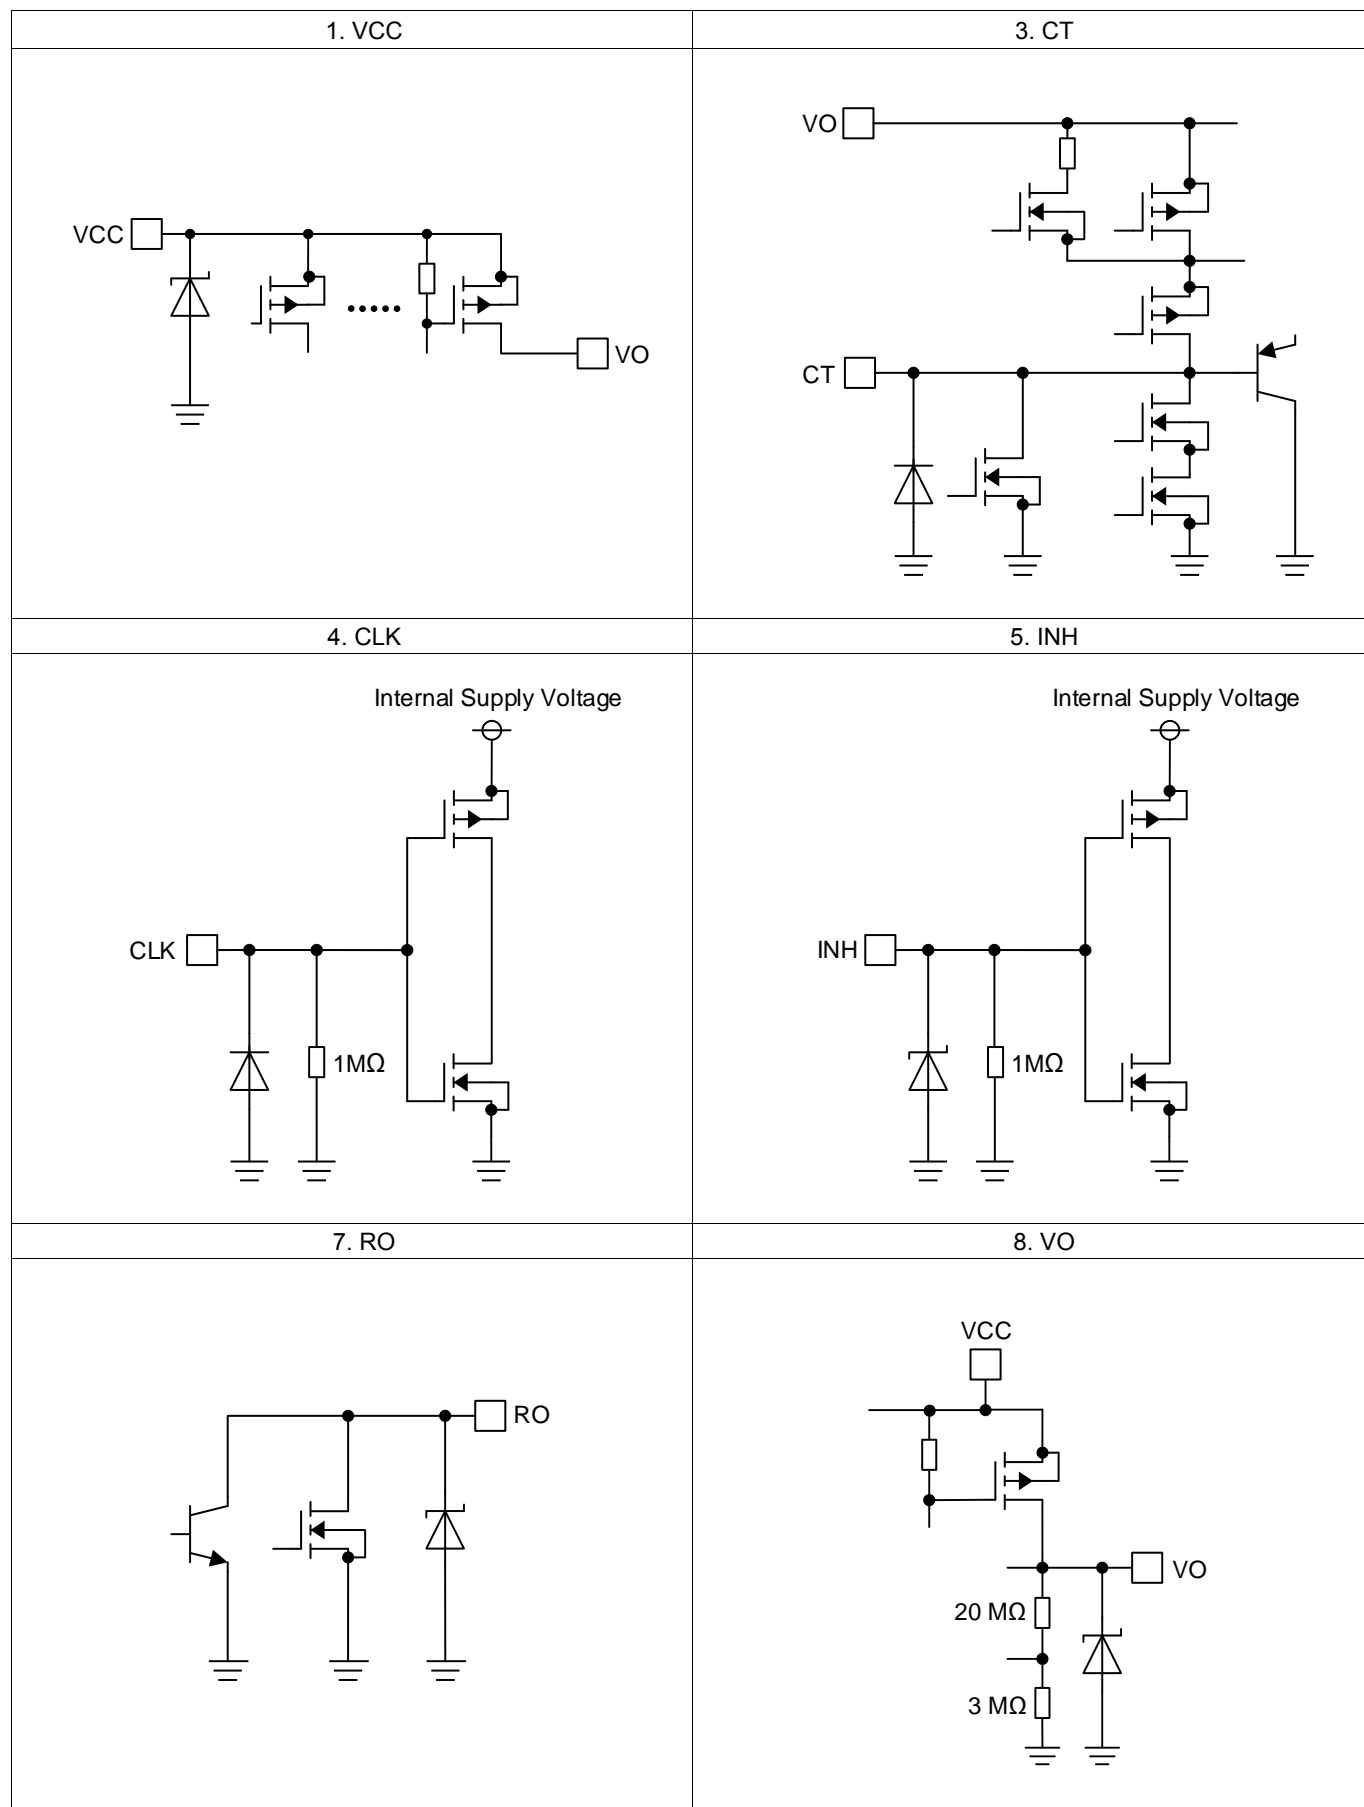 1. VCC
3. CT
VO
VCC
VO
CT
4. CLK
5. INH
Internal Supply Voltage
Internal Supply Voltage
CLK
INH
1MΩ
1MΩ
7. RO
8. VO
VCC
RO
VO
20 MΩ
3 MΩ